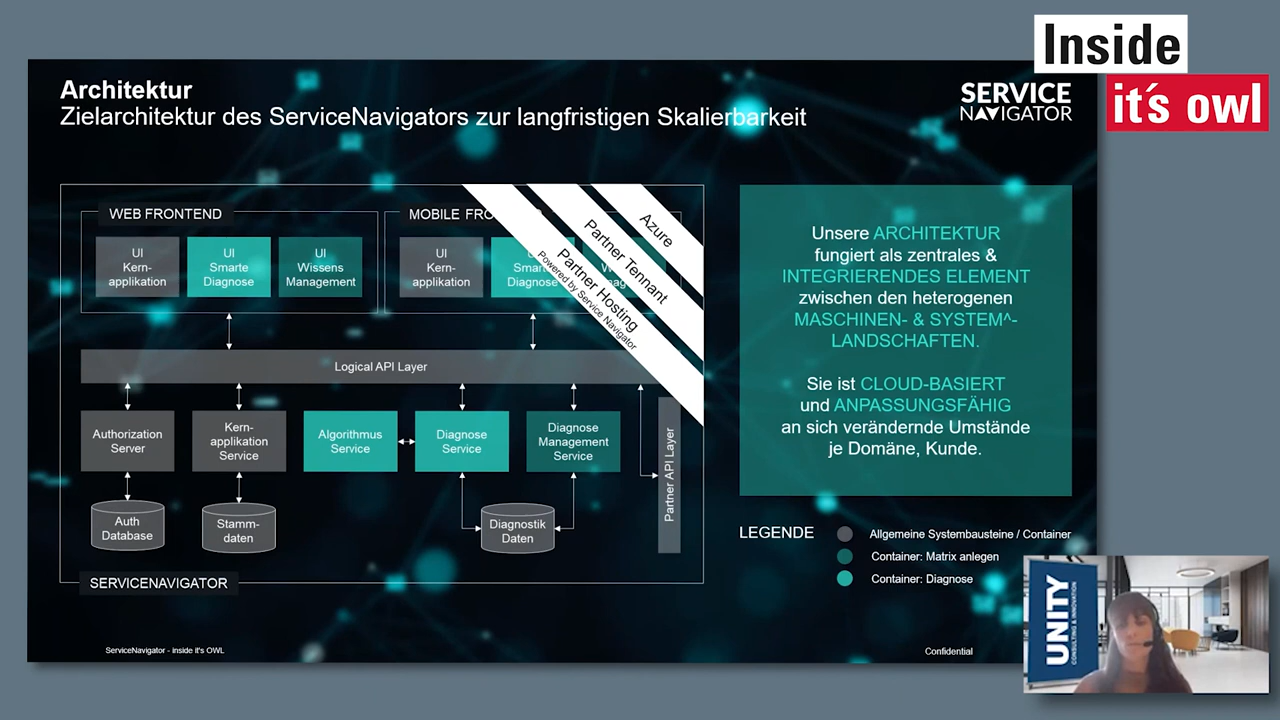 Inside
it's owl
Architektur
Zielarchitektur des ServiceNavigators zur langfristigen Skalierbarkeit
SERVICE
NAVIGATOR
WEB FRONTEND
UI
Kern-
applikation
UI
Smarte
Diagnose
UI
Wissens
Management
MOBILE
UI
Kern-
applikation
Diagnose
Azure
Partner Tennant
Partner Hosting
Powered by Service Navigator
Logical API Layer
Authorization
Server
Kern-
applikation
Service
Algorithmus
Service
Diagnose
Service
Diagnose
Management
Service
Partner API Layer
Auth
Database
Stamm-
daten
Diagnostik
Daten
SERVICENAVIGATOR
Unsere ARCHITEKTUR
fungiert als zentrales &
INTEGRIERENDES ELEMENT
zwischen den heterogenen
MASCHINEN- & SYSTEM^-
LANDSCHAFTEN.
Sie ist CLOUD-BASIERT
und ANPASSUNGSFÄHIG
an sich verändernde Umstände
je Domäne, Kunde.
LEGENDE
Allgemeine Systembausteine / Container
Container: Matrix anlegen
Container: Diagnose
ServiceNavigator - inside it's OWL
Confidential
UNITY
CONSULTING & INNOVATION